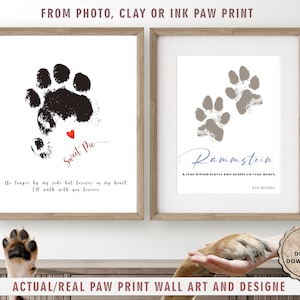 FROM PHOTO, CLAY OR INK PAW PRINT
Sweet Pie
No longer by my side but forever in my heart
I'll walk with you forever
Rammstein
A true friend leaves paw prints on your heart.
ACTUAL/REAL PAW PRINT WALL ART AND DESIGNE